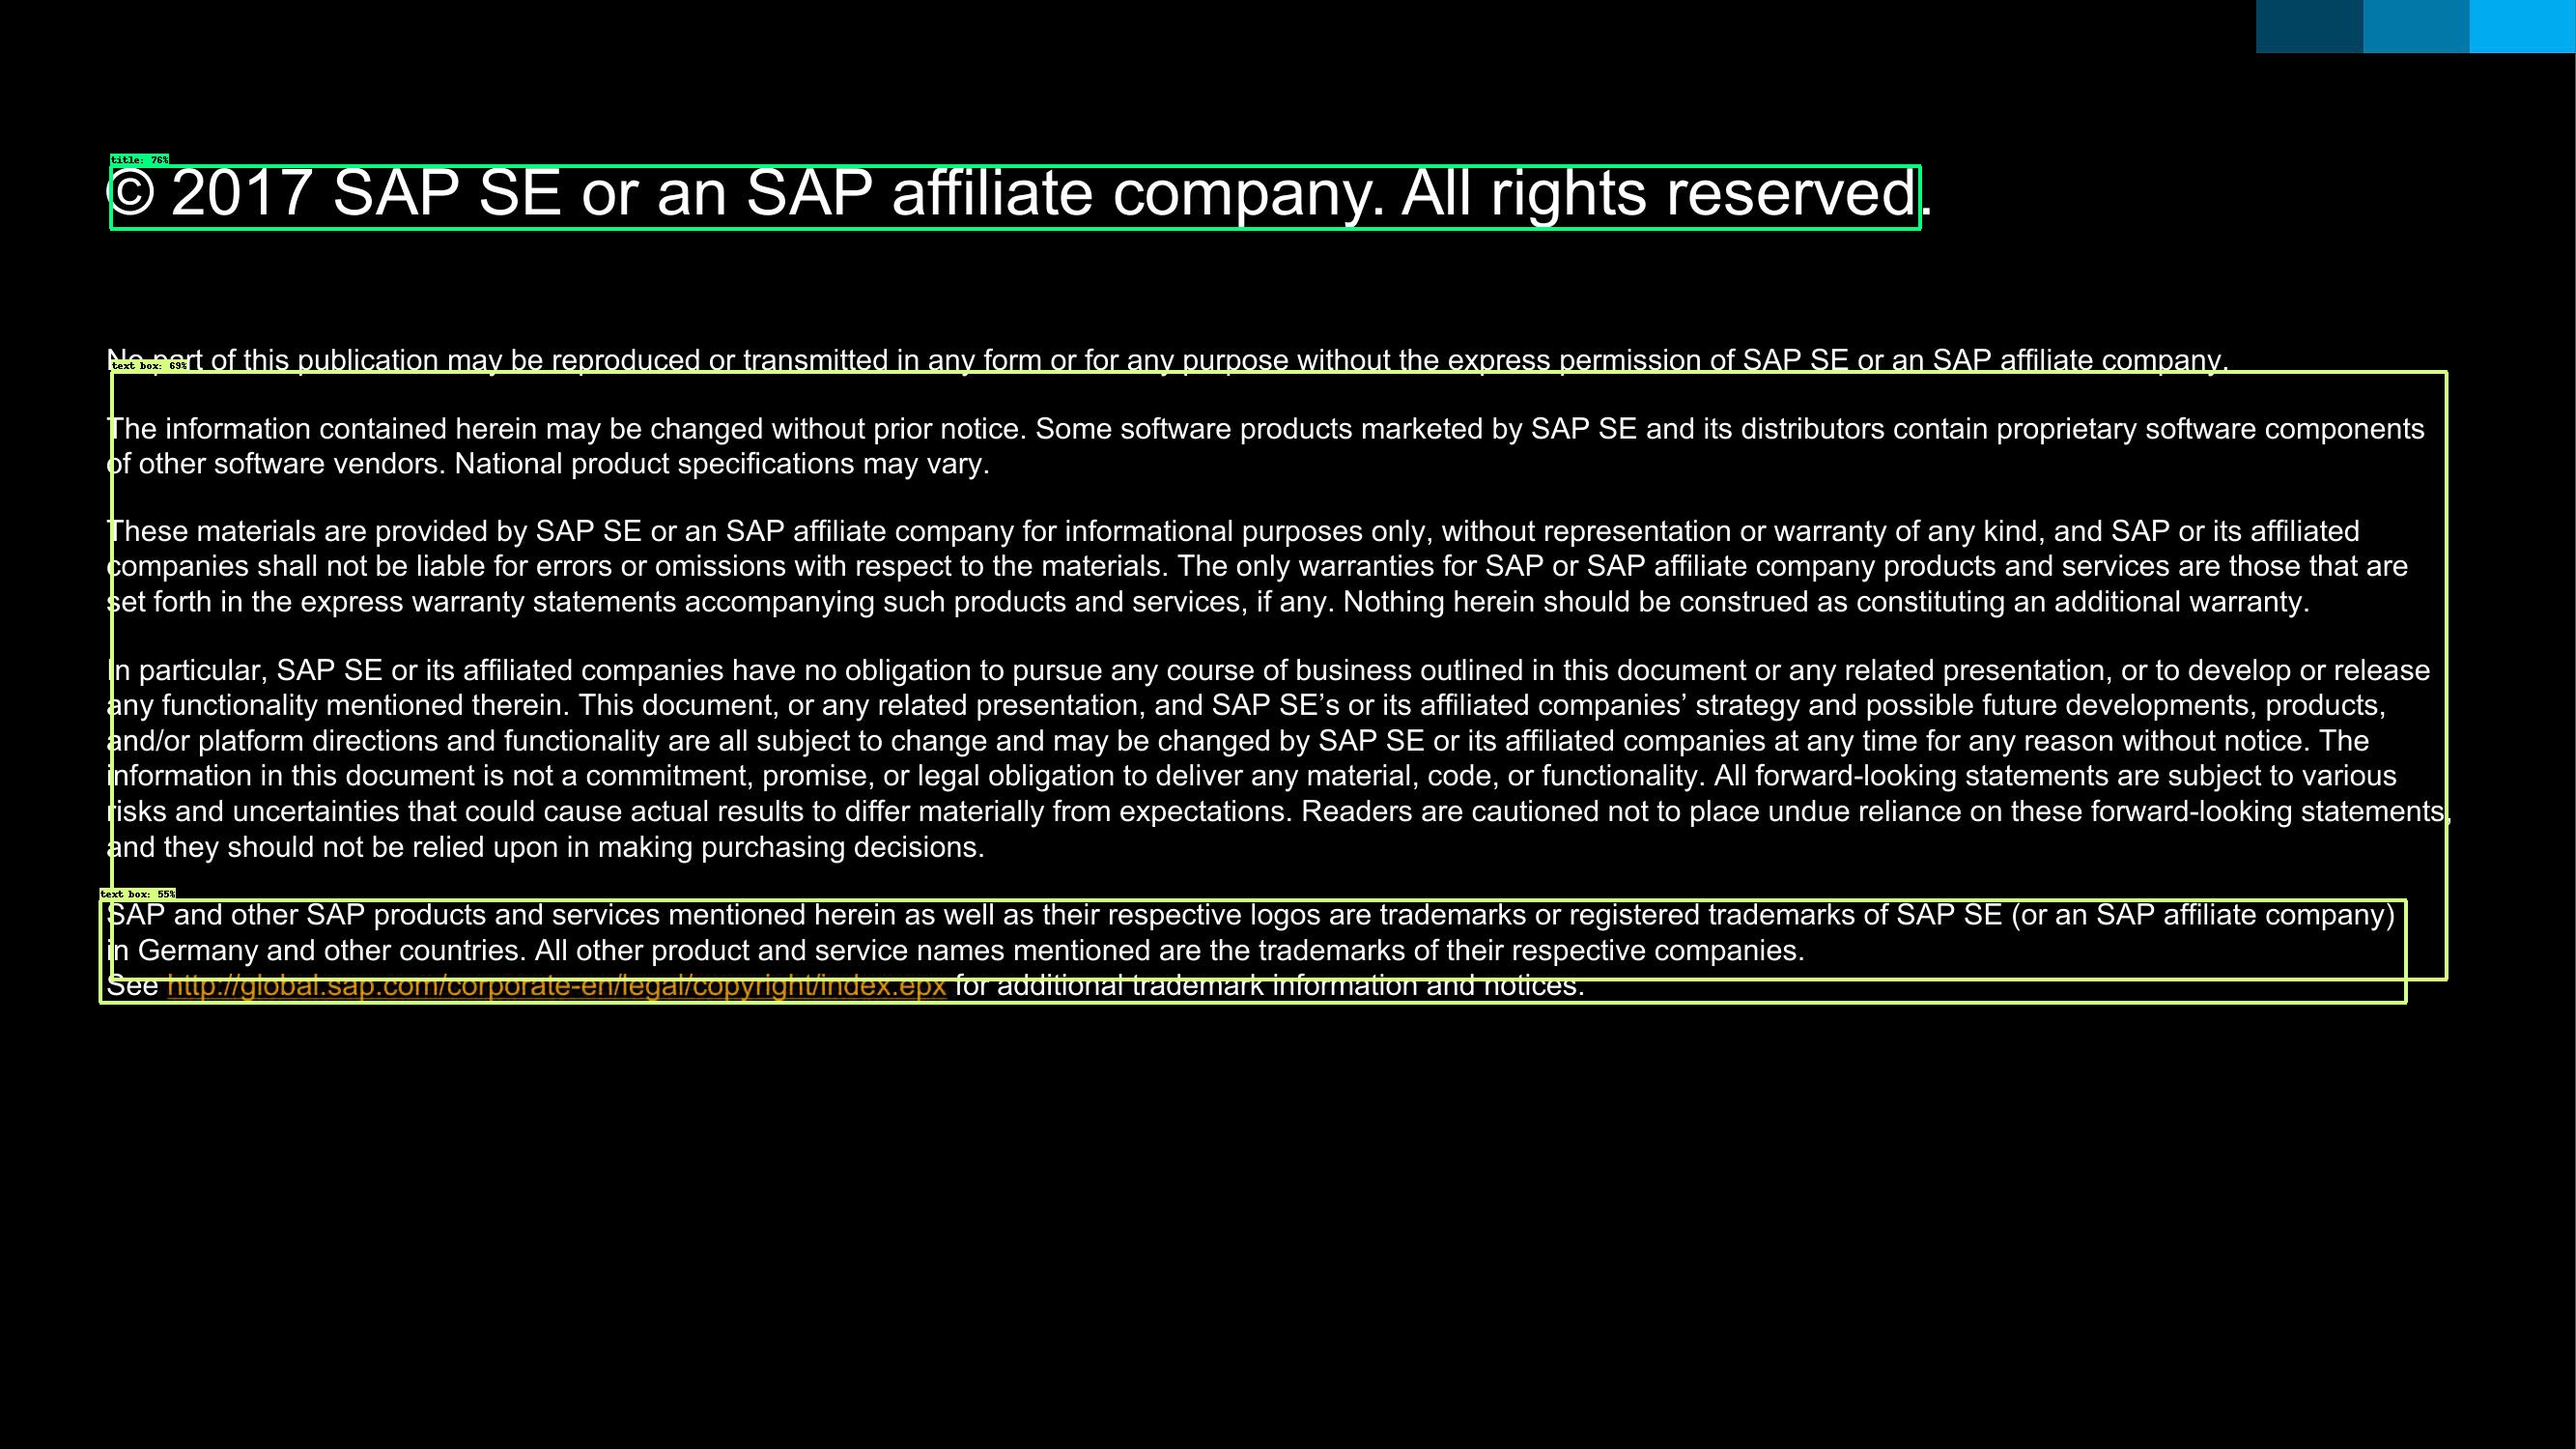 title: 76%
© 2017 SAP SE or an SAP affiliate company. All rights reserved.
No part of this publication may be reproduced or transmitted in any form or for any purpose without the express permission of SAP SE or an SAP affiliate company.
text box: 69%
The information contained herein may be changed without prior notice. Some software products marketed by SAP SE and its distributors contain proprietary software components
of other software vendors. National product specifications may vary.
These materials are provided by SAP SE or an SAP affiliate company for informational purposes only, without representation or warranty of any kind, and SAP or its affiliated
companies shall not be liable for errors or omissions with respect to the materials. The only warranties for SAP or SAP affiliate company products and services are those that are
set forth in the express warranty statements accompanying such products and services, if any. Nothing herein should be construed as constituting an additional warranty.
In particular, SAP SE or its affiliated companies have no obligation to pursue any course of business outlined in this document or any related presentation, or to develop or release
any functionality mentioned therein. This document, or any related presentation, and SAP SE’s or its affiliated companies’ strategy and possible future developments, products,
and/or platform directions and functionality are all subject to change and may be changed by SAP SE or its affiliated companies at any time for any reason without notice. The
information in this document is not a commitment, promise, or legal obligation to deliver any material, code, or functionality. All forward-looking statements are subject to various
risks and uncertainties that could cause actual results to differ materially from expectations. Readers are cautioned not to place undue reliance on these forward-looking statements,
and they should not be relied upon in making purchasing decisions.
text box: 55%
SAP and other SAP products and services mentioned herein as well as their respective logos are trademarks or registered trademarks of SAP SE (or an SAP affiliate company)
in Germany and other countries. All other product and service names mentioned are the trademarks of their respective companies.
See http://global.sap.com/corporate-en/legal/copyright/index.epx for additional trademark information and notices.